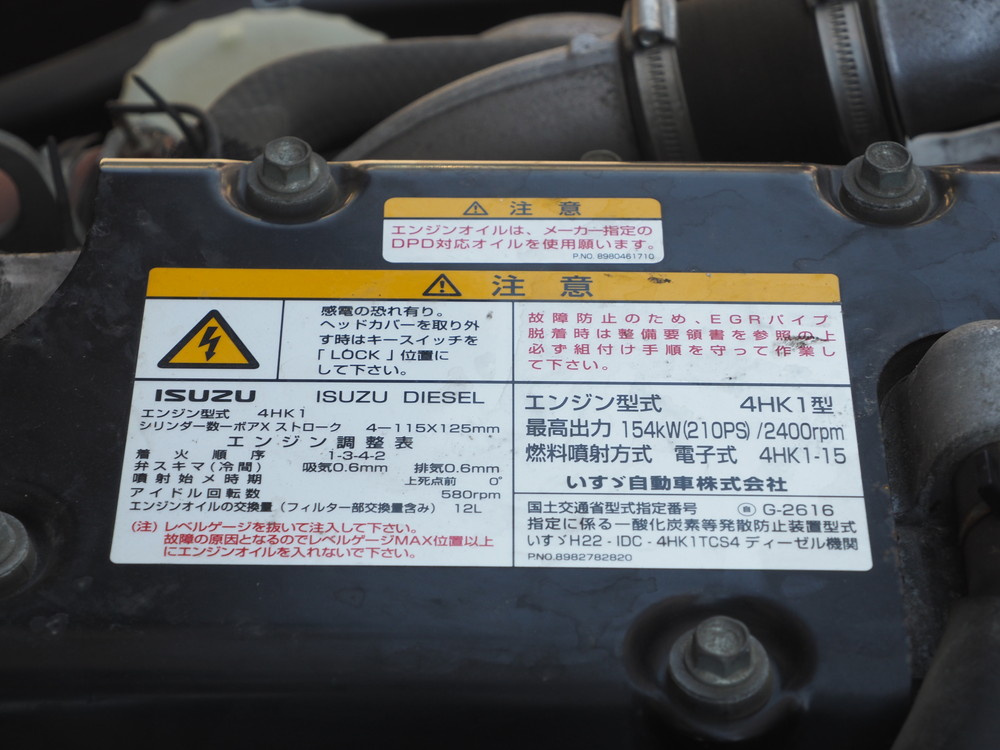 ⚠ 注意
エンジンオイルは、メーカー指定の
DPD対応オイルを使用願います。
P.NO. 8980461710
⚠ 注意
感電の恐れ有り。
ヘッドカバーを取り外
す時はキースイッチを
「LOCK」位置に
して下さい。
故障防止のため、EGRパイプ
脱着時は整備要領書を参照の上
必ず組付け手順を守って作業し
て下さい。
ISUZU ISUZU DIESEL
エンジン型式 4HK1
シリンダー数ーボアX ストローク 4-115X125mm
エンジン調整表
着火順序 1-3-4-2
弁スキマ(冷間) 吸気0.6mm 排気0.6mm
噴射始メ時期 上死点前 0°
アイドル回転数 580rpm
エンジンオイルの交換量(フィルター部交換量含み) 12L
(注)レベルゲージを抜いて注入して下さい。
故障の原因となるのでレベルゲージMAX位置以上
にエンジンオイルを入れないで下さい。
エンジン型式 4HK1型
最高出力 154kW(210PS)/2400rpm
燃料噴射方式 電子式 4HK1-15
いすゞ自動車株式会社
国土交通省型式指定番号 自 G-2616
指定に係る一酸化炭素等発散防止装置型式
いすゞH22-IDC-4HK1TCS4 ディーゼル機関
P.NO.8982782820